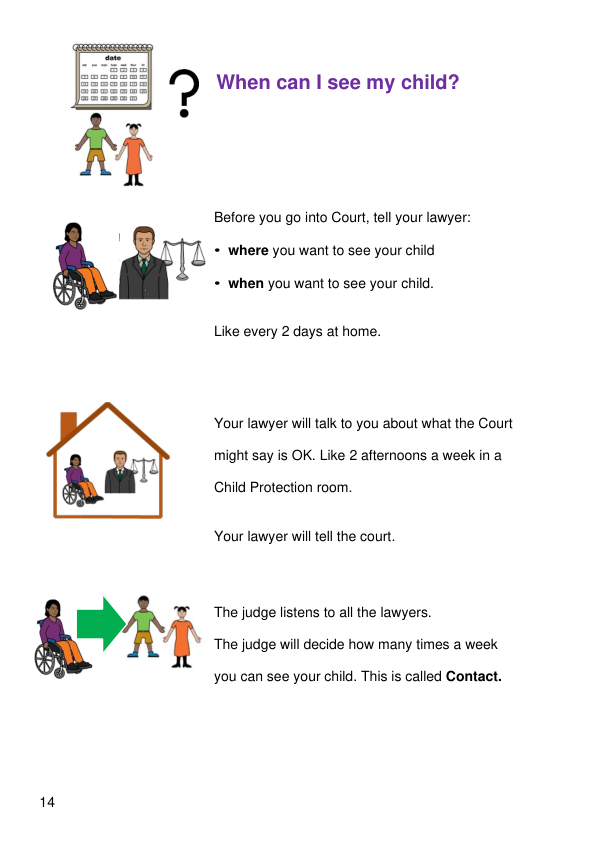 date
When can I see my child?
Before you go into Court, tell your lawyer:
• where you want to see your child
• when you want to see your child.
Like every 2 days at home.
Your lawyer will talk to you about what the Court
might say is OK. Like 2 afternoons a week in a
Child Protection room.
Your lawyer will tell the court.
The judge listens to all the lawyers.
The judge will decide how many times a week
you can see your child. This is called Contact.
14